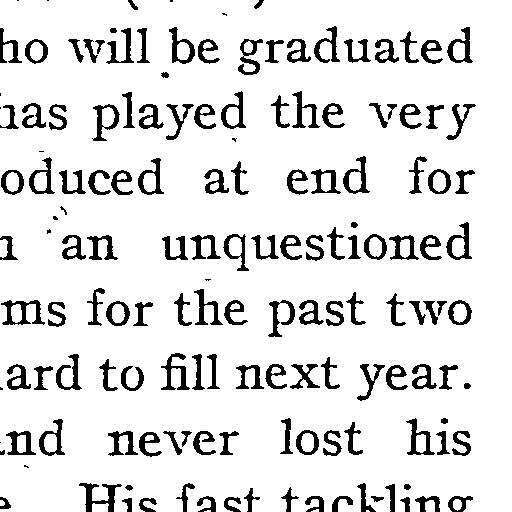 ho will be graduated
has played the very
oduced at end for
an unquestioned
ms for the past two
ard to fill next year.
and never lost his
His fast tackling